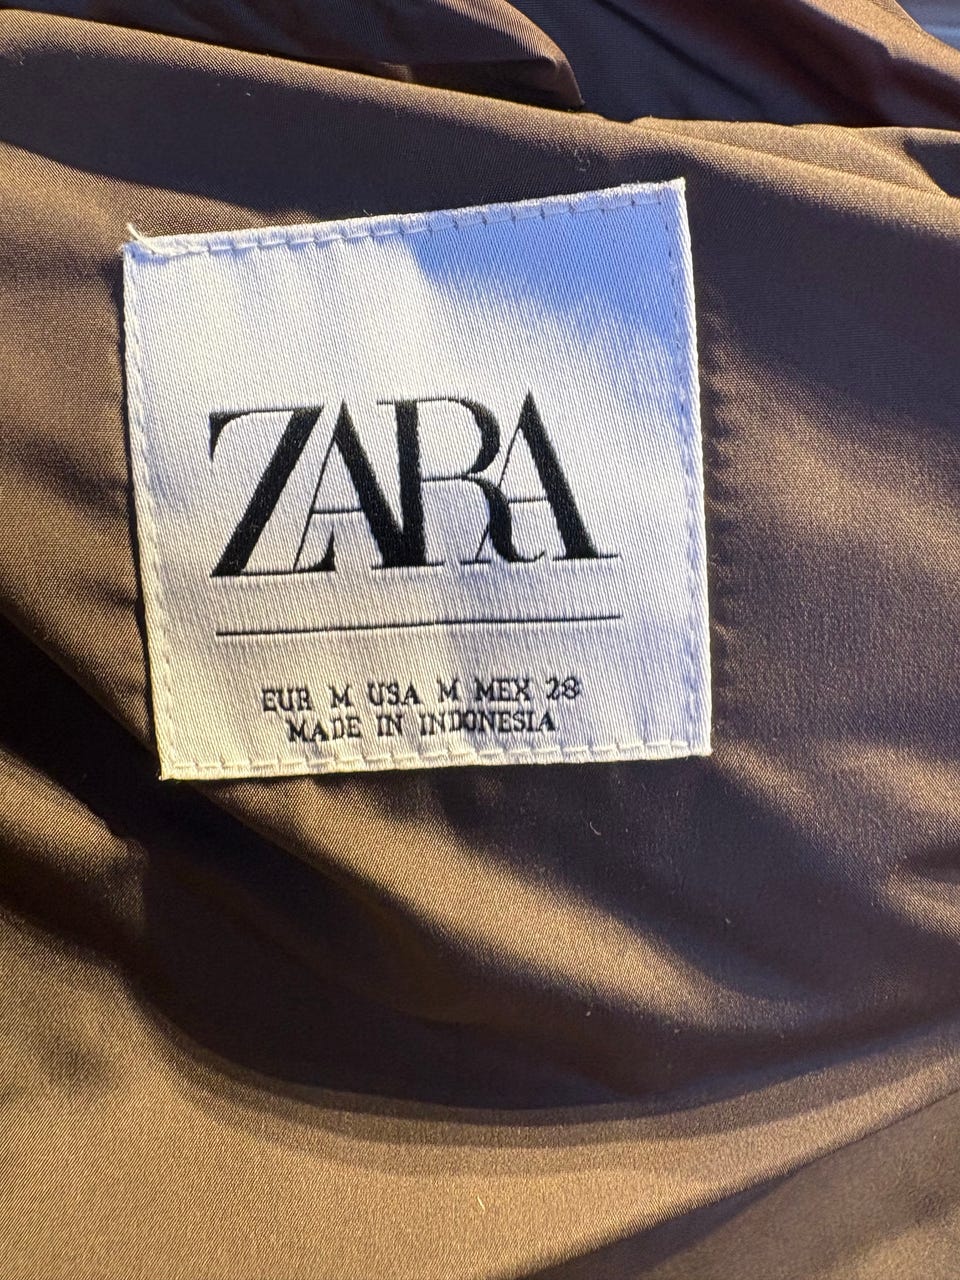 ZARA
EUR M USA M MEX 28
MADE IN INDONESIA